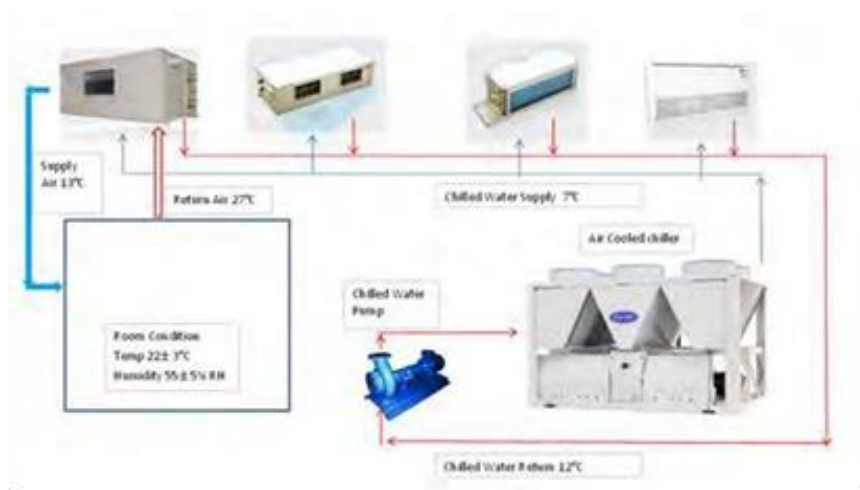 Supply
Air 13℃
Return Air 27℃
Chilled Water Supply 7℃
Air Cooled chiller
Chilled Water
Pump
Room Condition
Temp 22± 3℃
Humidity 55± 5% RH
Chilled Water Return 12℃